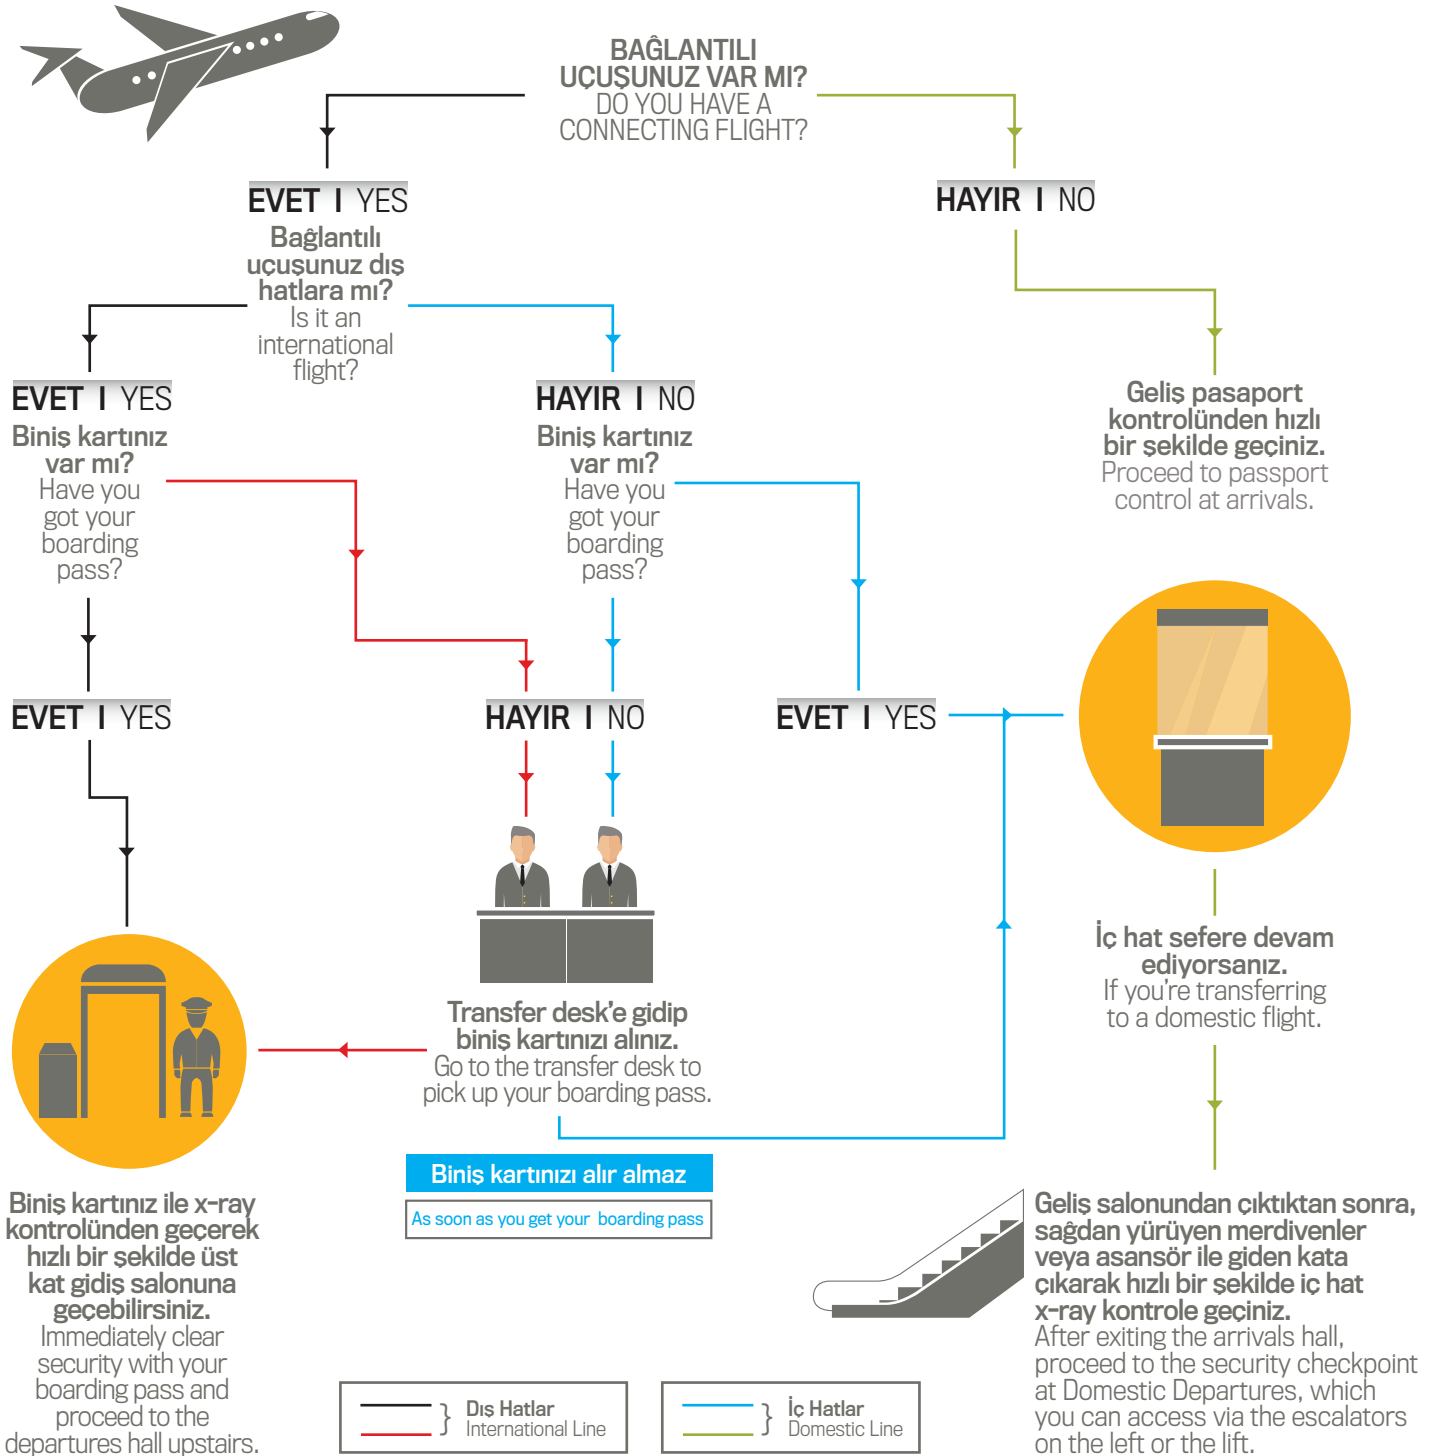 BAĞLANTILI
UÇUŞUNUZ VAR MI?
DO YOU HAVE A
CONNECTING FLIGHT?
EVET I YES
HAYIR I NO
Bağlantılı
uçuşunuz dış
hatlara mı?
Is it an
international
flight?
EVET I YES
HAYIR I NO
Biniş kartınız
var mı?
Have you
got your
boarding
pass?
Biniş kartınız
var mı?
Have you
got your
boarding
pass?
Geliş pasaport
kontrolünden hızlı
bir şekilde geçiniz.
Proceed to passport
control at arrivals.
EVET I YES
HAYIR I NO
EVET I YES
İç hat sefere devam
ediyorsanız.
If you're transferring
to a domestic flight.
Transfer desk'e gidip
biniş kartınızı alınız.
Go to the transfer desk to
pick up your boarding pass.
Biniş kartınızı alır almaz
As soon as you get your boarding pass
Biniş kartınız ile x-ray
kontrolünden geçerek
hızlı bir şekilde üst
kat gidiş salonuna
geçebilirsiniz.
Immediately clear
security with your
boarding pass and
proceed to the
departures hall upstairs.
Geliş salonundan çıktıktan sonra,
sağdan yürüyen merdivenler
veya asansör ile giden kata
çıkarak hızlı bir şekilde iç hat
x-ray kontrole geçiniz.
After exiting the arrivals hall,
proceed to the security checkpoint
at Domestic Departures, which
you can access via the escalators
on the left or the lift.
} Dış Hatlar
International Line
} İç Hatlar
Domestic Line